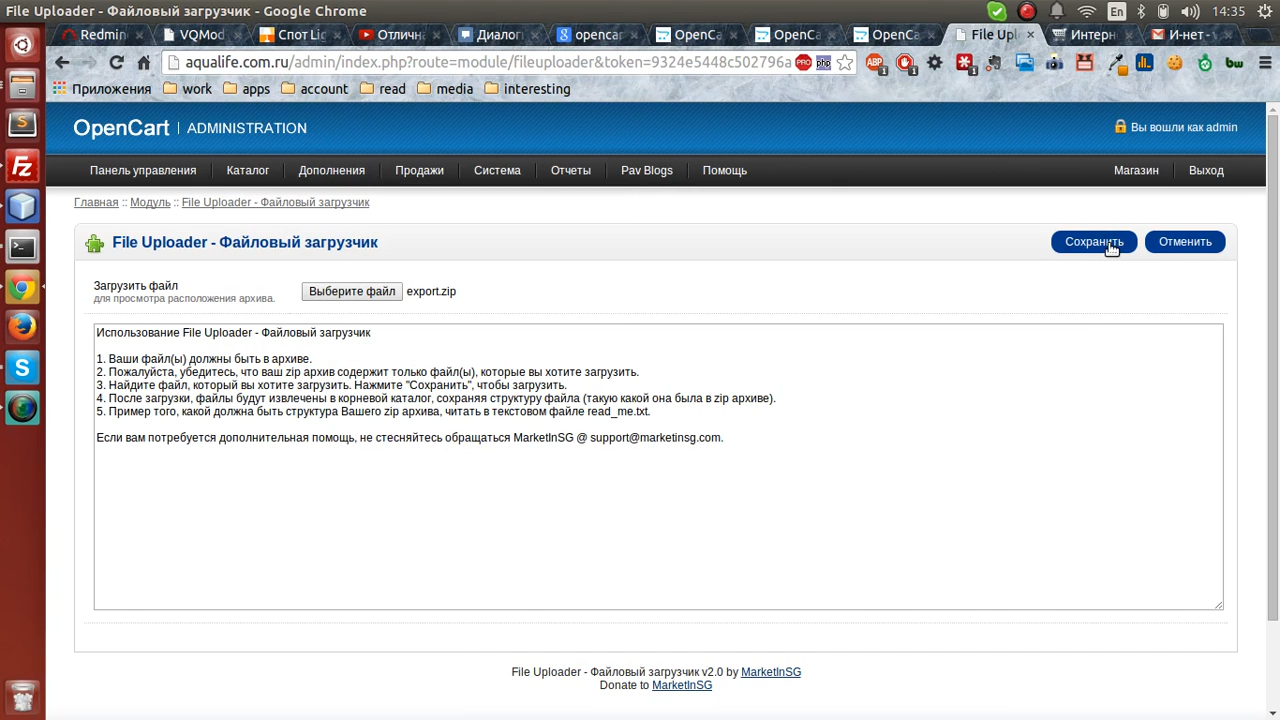 File Uploader - Файловый загрузчик - Google Chrome
En
14:35
Redmin
VQMod
Спот Li
Отлична
Диалог
opencar
OpenCa
OpenCa
OpenCa
File Upl
Интерн
И-нет -
aqualife.com.ru/admin/index.php?route=module/fileuploader&token=9324e5448c502796a
Приложения
work
apps
account
read
media
interesting
OpenCart | ADMINISTRATION
Вы вошли как admin
Панель управления
Каталог
Дополнения
Продажи
Система
Отчеты
Pav Blogs
Помощь
Магазин
Выход
Главная :: Модуль :: File Uploader - Файловый загрузчик
File Uploader - Файловый загрузчик
Сохранить
Отменить
Загрузить файл
для просмотра расположения архива.
Выберите файл export.zip
Использование File Uploader - Файловый загрузчик
1. Ваши файл(ы) должны быть в архиве.
2. Пожалуйста, убедитесь, что ваш zip архив содержит только файл(ы), которые вы хотите загрузить.
3. Найдите файл, который вы хотите загрузить. Нажмите "Сохранить", чтобы загрузить.
4. После загрузки, файлы будут извлечены в корневой каталог, сохраняя структуру файла (такую какой она была в zip архиве).
5. Пример того, какой должна быть структура Вашего zip архива, читать в текстовом файле read_me.txt.
Если вам потребуется дополнительная помощь, не стесняйтесь обращаться MarketInSG @ support@marketinsg.com.
File Uploader - Файловый загрузчик v2.0 by MarketInSG
Donate to MarketInSG